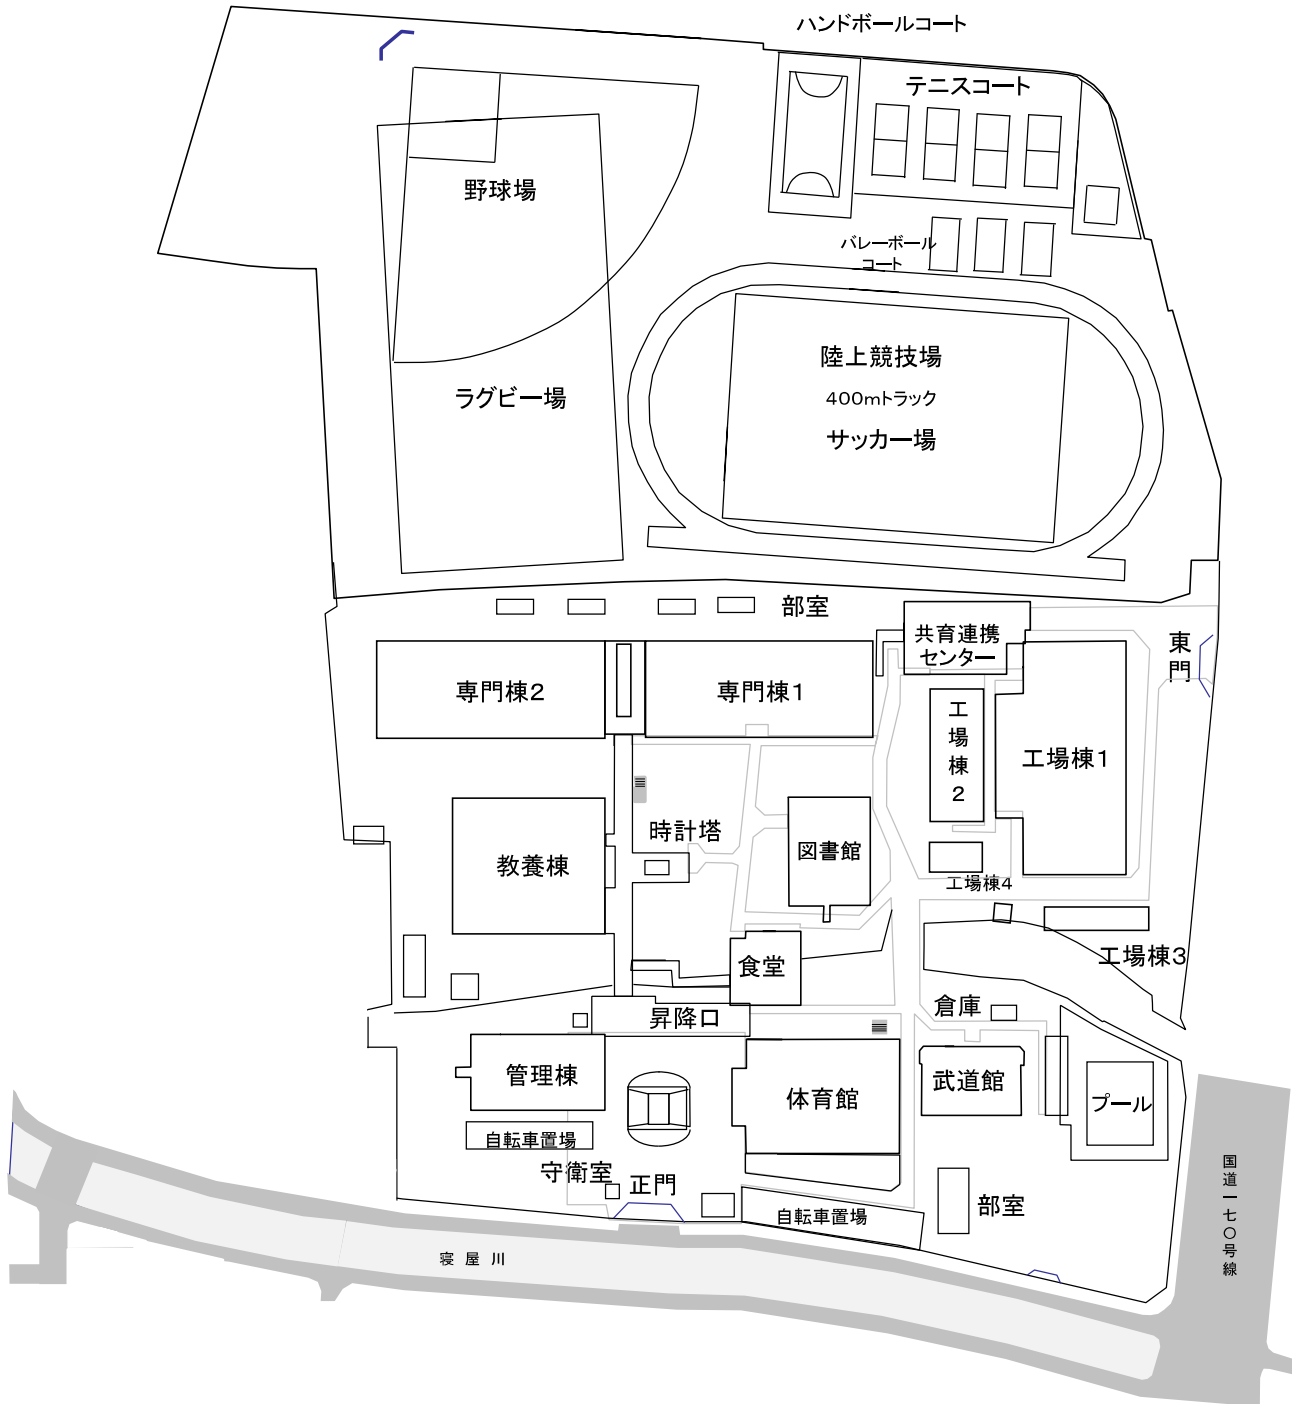 ハンドボールコート
テニスコート
野球場
バレーボール
コート
陸上競技場
400mトラック
サッカー場
ラグビー場
部室
共育連携
センター
東
門
専門棟2
専門棟1
工
場
棟
2
工場棟1
時計塔
図書館
教養棟
工場棟4
工場棟3
食堂
倉庫
昇降口
管理棟
体育館
武道館
プール
自転車置場
守衛室
正門
自転車置場
部室
国道一七〇号線
寝屋川